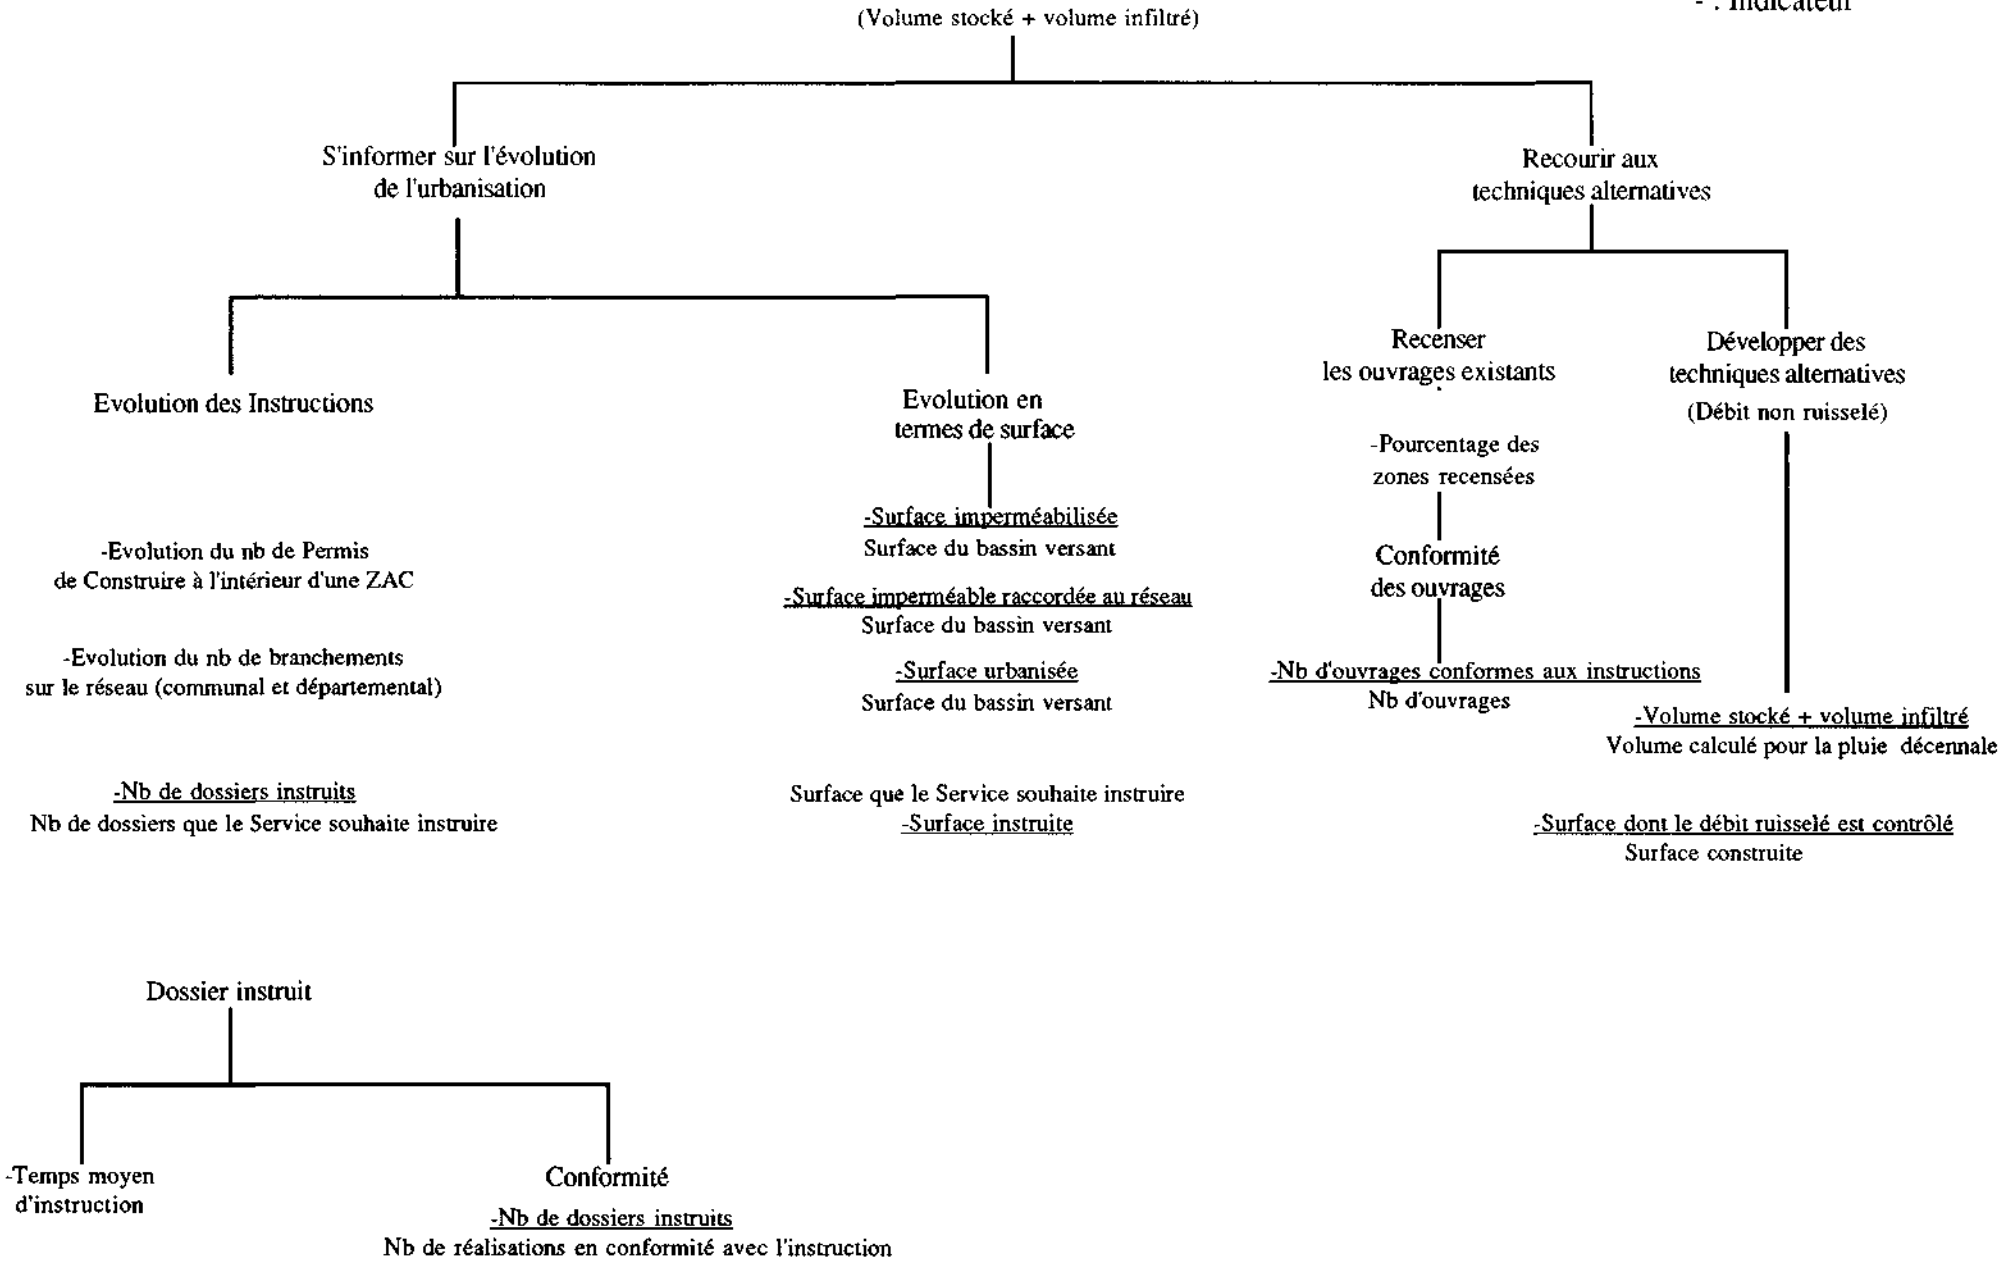 - : Indicateur
(Volume stocké + volume infiltré)
S'informer sur l'évolution
de l'urbanisation
Recourir aux
techniques alternatives
Evolution des Instructions
Evolution en
termes de surface
Recenser
les ouvrages existants
Développer des
techniques alternatives
(Débit non ruisselé)
-Evolution du nb de Permis
de Construire à l'intérieur d'une ZAC
-Evolution du nb de branchements
sur le réseau (communal et départemental)
-Nb de dossiers instruits
Nb de dossiers que le Service souhaite instruire
-Surface imperméabilisée
Surface du bassin versant
-Surface imperméable raccordée au réseau
Surface du bassin versant
-Surface urbanisée
Surface du bassin versant
Surface que le Service souhaite instruire
-Surface instruite
-Pourcentage des
zones recensées
Conformité
des ouvrages
-Nb d'ouvrages conformes aux instructions
Nb d'ouvrages
-Volume stocké + volume infiltré
Volume calculé pour la pluie décennale
-Surface dont le débit ruisselé est contrôlé
Surface construite
Dossier instruit
-Temps moyen
d'instruction
Conformité
-Nb de dossiers instruits
Nb de réalisations en conformité avec l'instruction